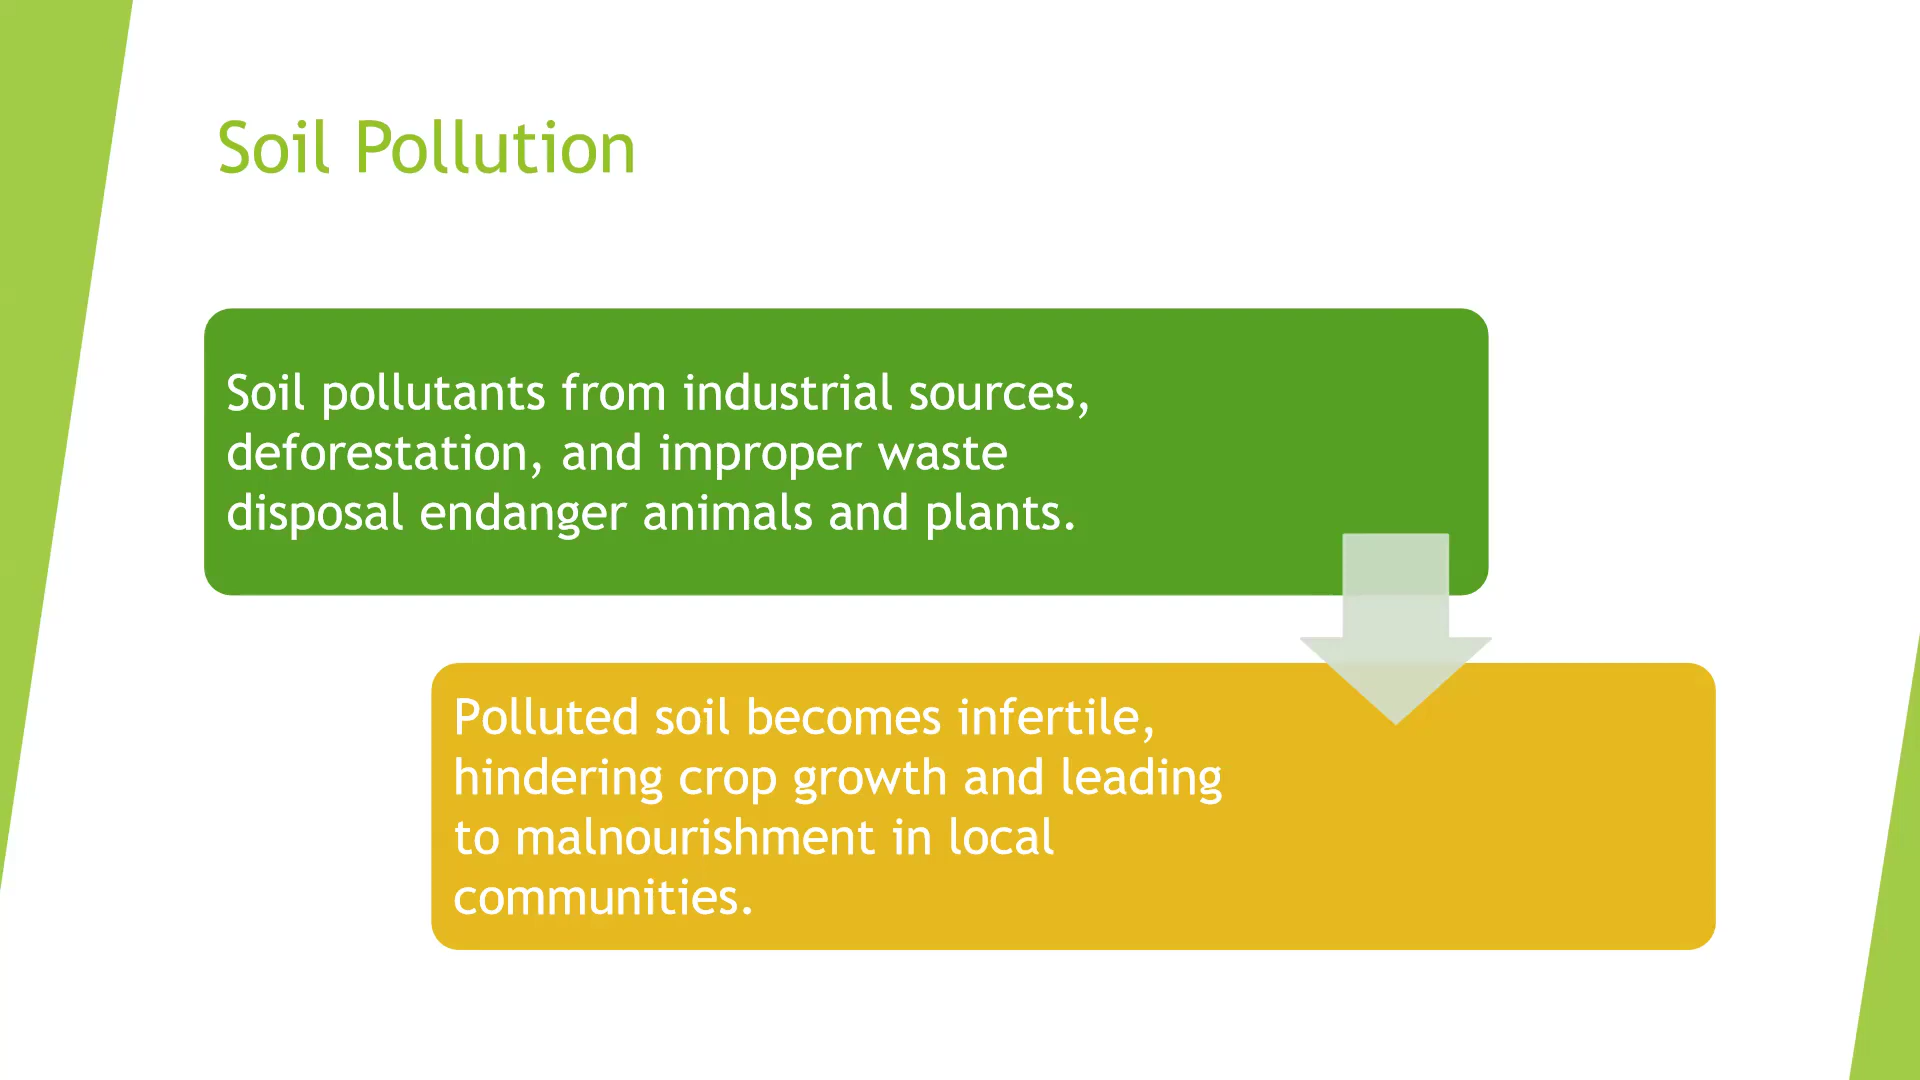 Soil Pollution
Soil pollutants from industrial sources,
deforestation, and improper waste
disposal endanger animals and plants.
Polluted soil becomes infertile,
hindering crop growth and leading
to malnourishment in local
communities.